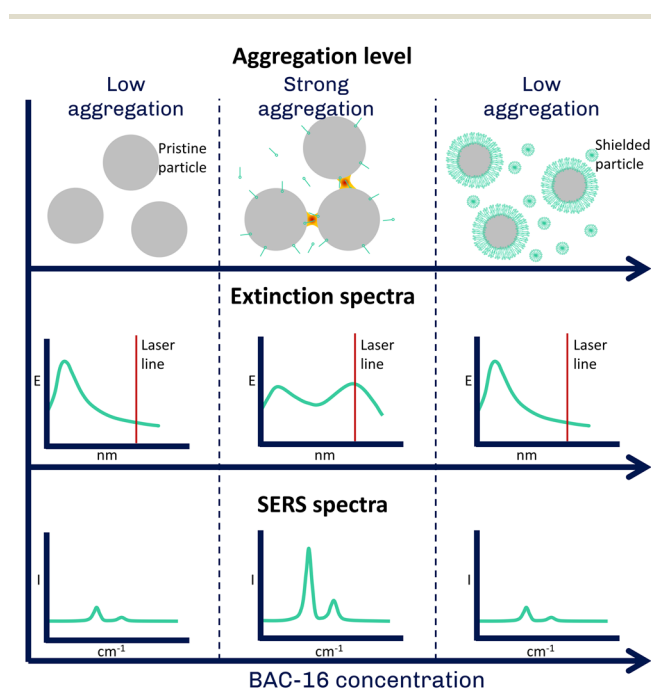 Aggregation level
Low
aggregation
Strong
aggregation
Low
aggregation
Pristine
particle
Shielded
particle
Extinction spectra
E
Laser
line
nm
E
Laser
line
nm
E
Laser
line
nm
SERS spectra
I
cm⁻¹
I
cm⁻¹
I
cm⁻¹
BAC-16 concentration